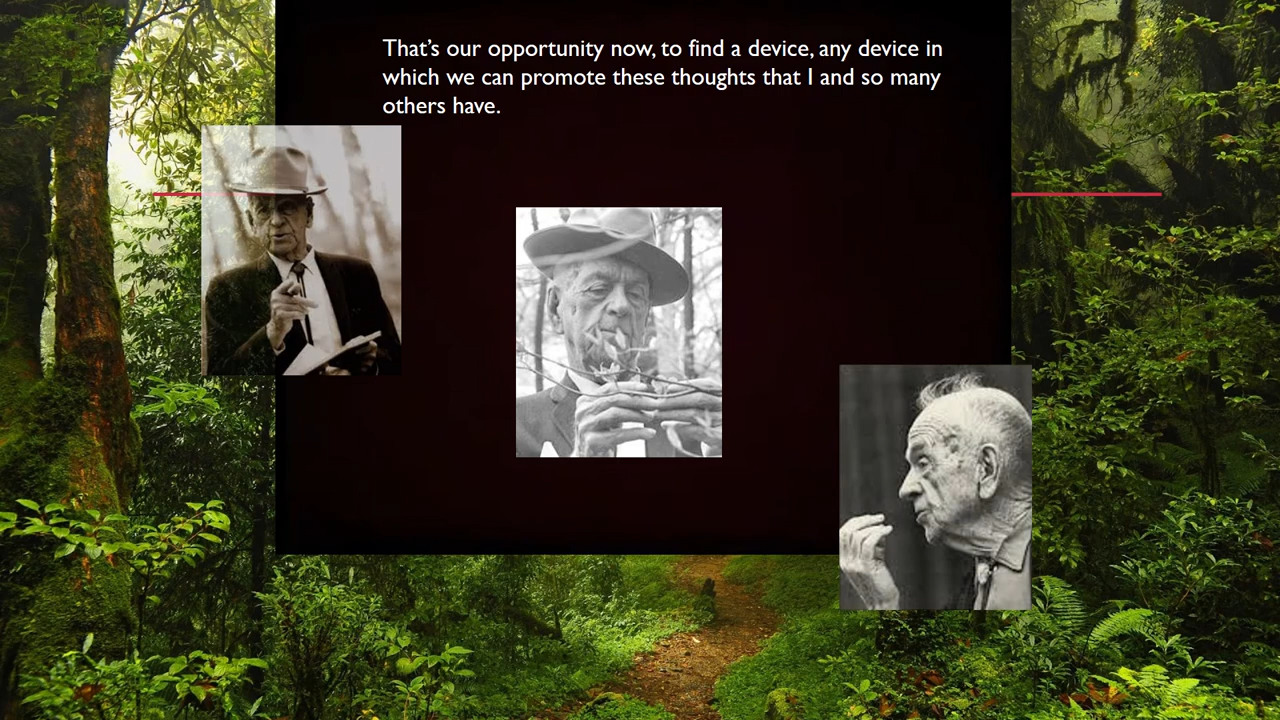 That’s our opportunity now, to find a device, any device in
which we can promote these thoughts that I and so many
others have.